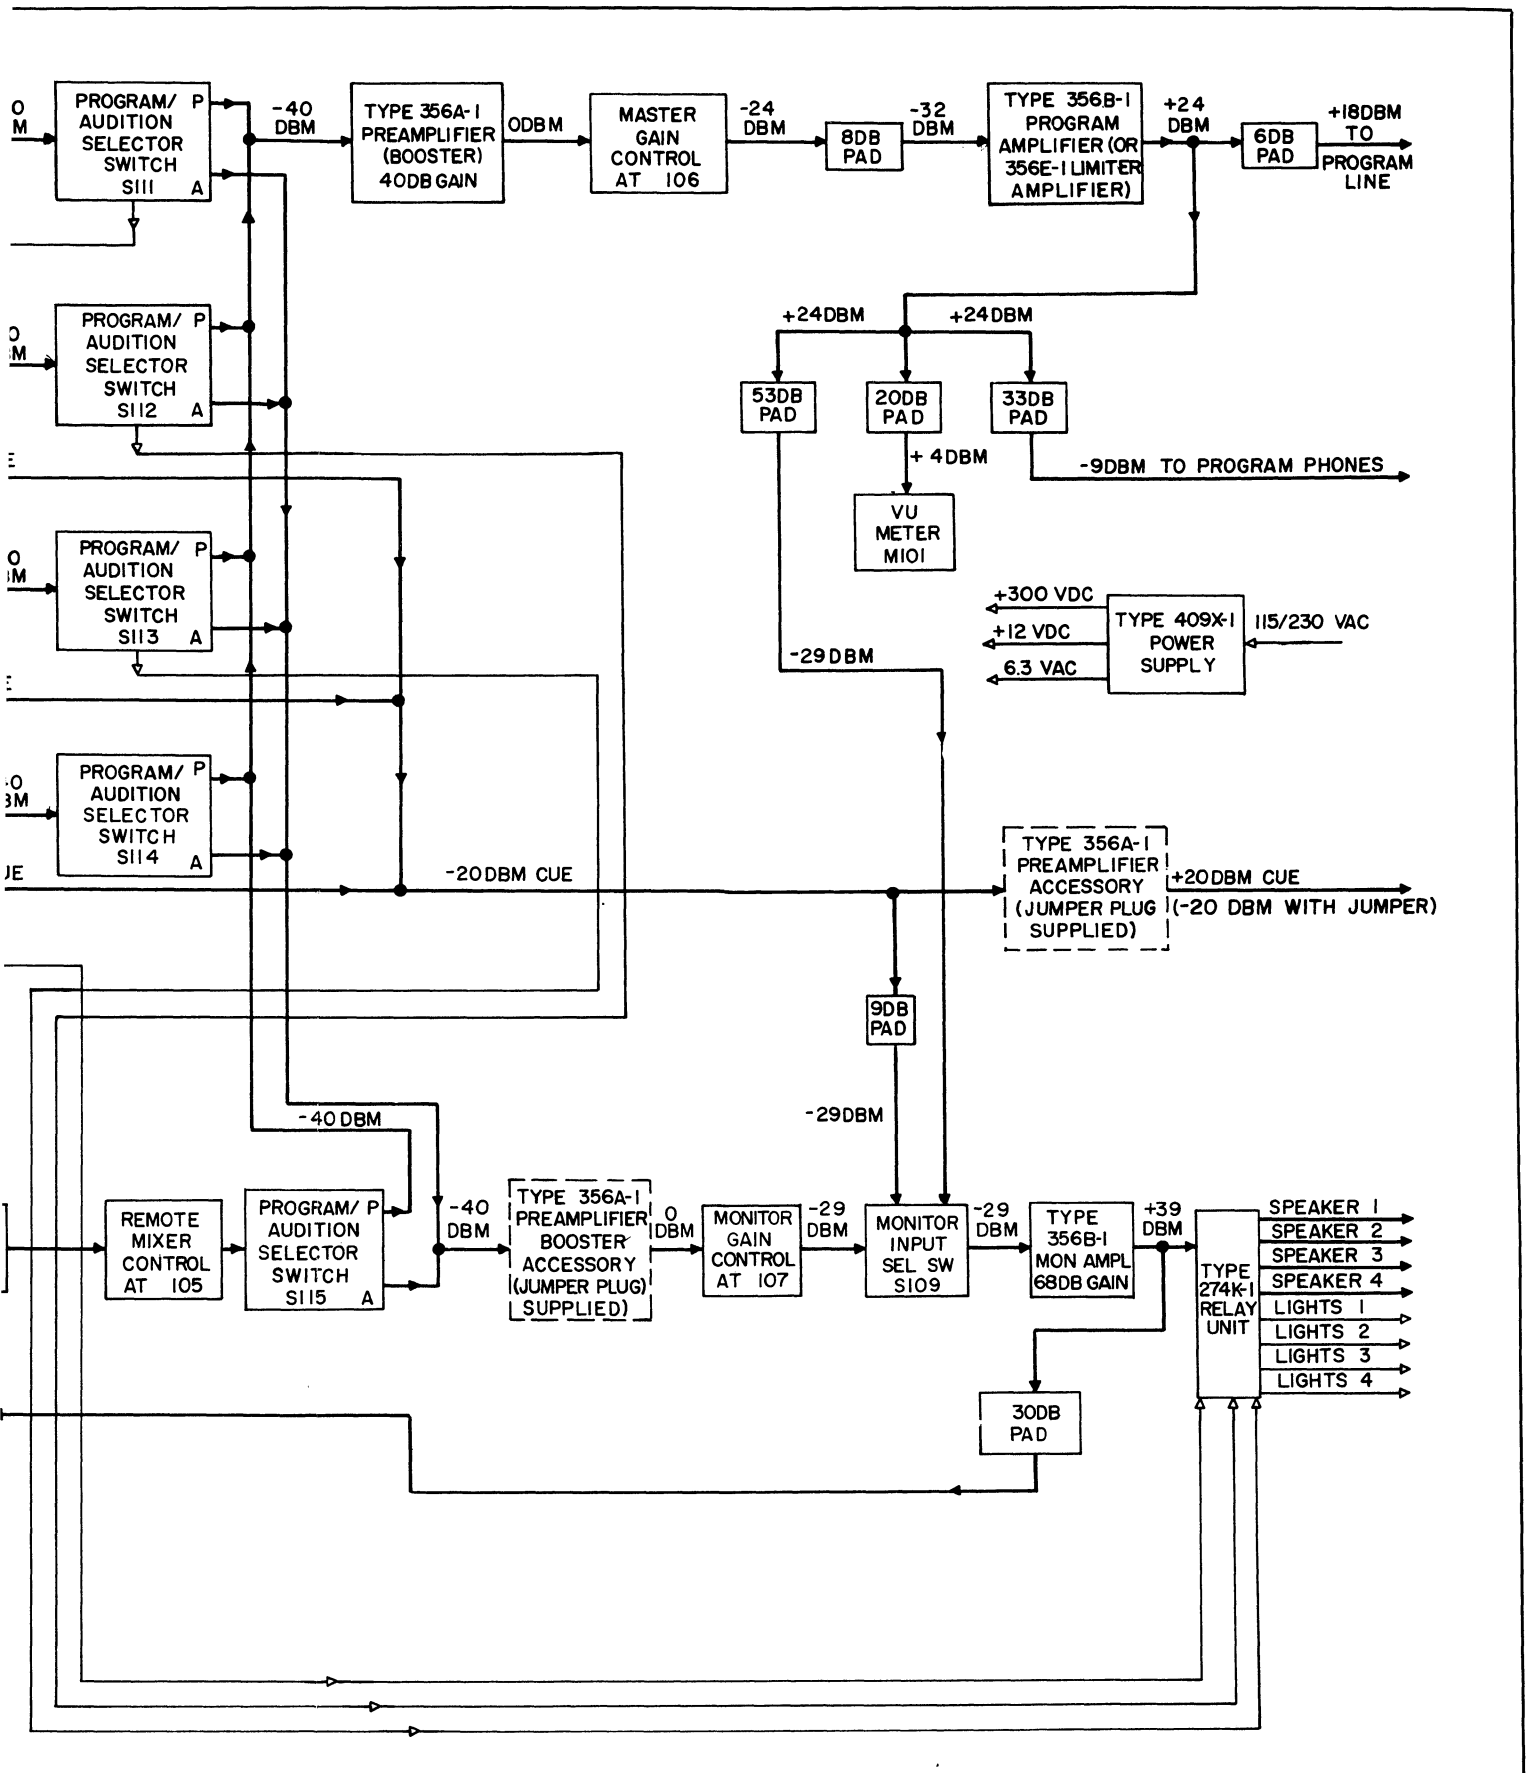 PROGRAM/ P
AUDITION
SELECTOR
SWITCH
S111 A
-40
DBM
TYPE 356A-1
PREAMPLIFIER
(BOOSTER)
40DB GAIN
0DBM
MASTER
GAIN
CONTROL
AT 106
-24
DBM
8DB
PAD
-32
DBM
TYPE 356B-1
PROGRAM
AMPLIFIER (OR
356E-1 LIMITER
AMPLIFIER)
+24
DBM
6DB
PAD
+18DBM
TO
PROGRAM
LINE
0
M
PROGRAM/ P
AUDITION
SELECTOR
SWITCH
S112 A
0
M
+24DBM
+24DBM
53DB
PAD
20DB
PAD
33DB
PAD
+ 4DBM
-9DBM TO PROGRAM PHONES
VU
METER
M101
E
PROGRAM/ P
AUDITION
SELECTOR
SWITCH
S113 A
0
M
+300 VDC
+12 VDC
6.3 VAC
TYPE 409X-1
POWER
SUPPLY
115/230 VAC
-29DBM
E
PROGRAM/ P
AUDITION
SELECTOR
SWITCH
S114 A
-0
BM
UE
-20DBM CUE
TYPE 356A-1
PREAMPLIFIER
ACCESSORY
(JUMPER PLUG
SUPPLIED)
+20DBM CUE
(-20 DBM WITH JUMPER)
9DB
PAD
-29DBM
-40DBM
REMOTE
MIXER
CONTROL
AT 105
PROGRAM/ P
AUDITION
SELECTOR
SWITCH
S115 A
-40
DBM
TYPE 356A-1
PREAMPLIFIER
BOOSTER
ACCESSORY
(JUMPER PLUG)
SUPPLIED)
0
DBM
MONITOR
GAIN
CONTROL
AT 107
-29
DBM
MONITOR
INPUT
SEL SW
S109
-29
DBM
TYPE
356B-1
MON AMPL
68DB GAIN
+39
DBM
TYPE
274K-1
RELAY
UNIT
SPEAKER 1
SPEAKER 2
SPEAKER 3
SPEAKER 4
LIGHTS 1
LIGHTS 2
LIGHTS 3
LIGHTS 4
30DB
PAD